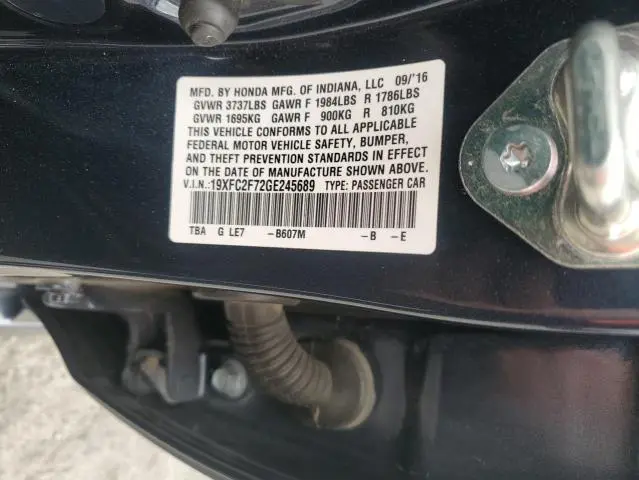 MFD. BY HONDA MFG. OF INDIANA, LLC 09/'16
GVWR 3737LBS GAWR F 1984LBS R 1786LBS
GVWR 1695KG GAWR F 900KG R 810KG
THIS VEHICLE CONFORMS TO ALL APPLICABLE
FEDERAL MOTOR VEHICLE SAFETY, BUMPER,
AND THEFT PREVENTION STANDARDS IN EFFECT
ON THE DATE OF MANUFACTURE SHOWN ABOVE.
V.I.N.:19XFC2F72GE245689 TYPE: PASSENGER CAR
TBA G LE7 -B607M -B -E